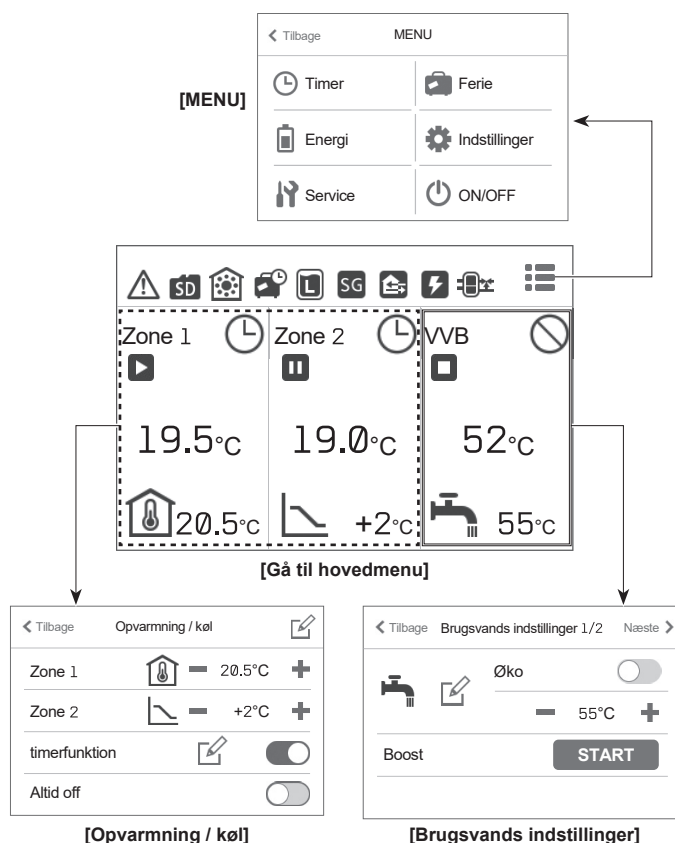 Tilbage MENU
[MENU]
Timer Ferie
Energi Indstillinger
Service ON/OFF
SD L SG
Zone 1 Zone 2 VVB
19.5°C 19.0°C 52°C
20.5°C +2°C 55°C
[Gå til hovedmenu]
Tilbage Opvarmning / køl
Zone 1 20.5°C
Zone 2 +2°C
timerfunktion
Altid off
[Opvarmning / køl]
Tilbage Brugsvands indstillinger 1/2 Næste
Øko
55°C
Boost START
[Brugsvands indstillinger]